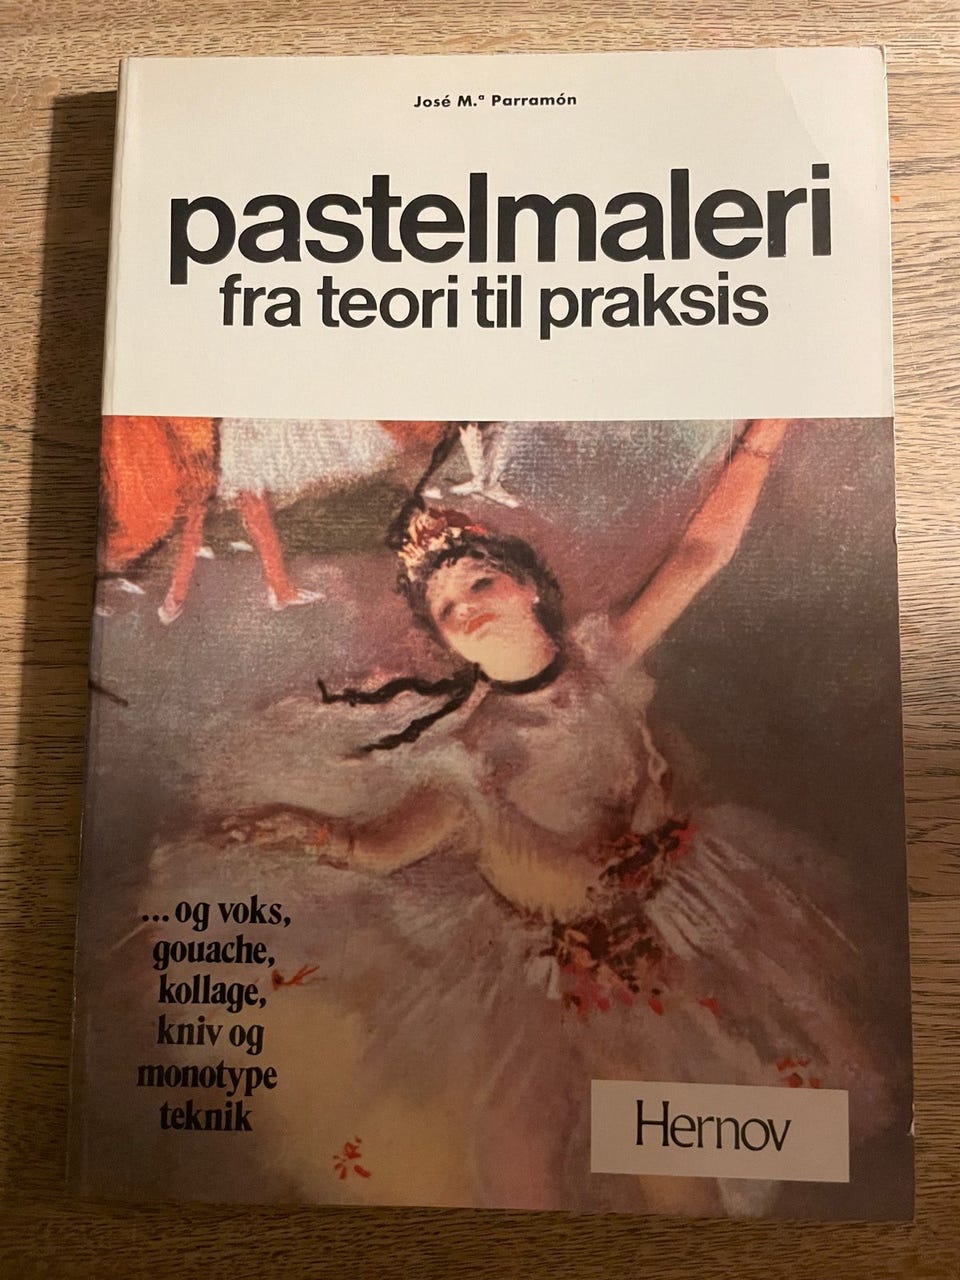 José M.ª Parramón
pastelmaleri
fra teori til praksis
...og voks,
gouache,
kollage,
kniv og
monotype
teknik
Hernov